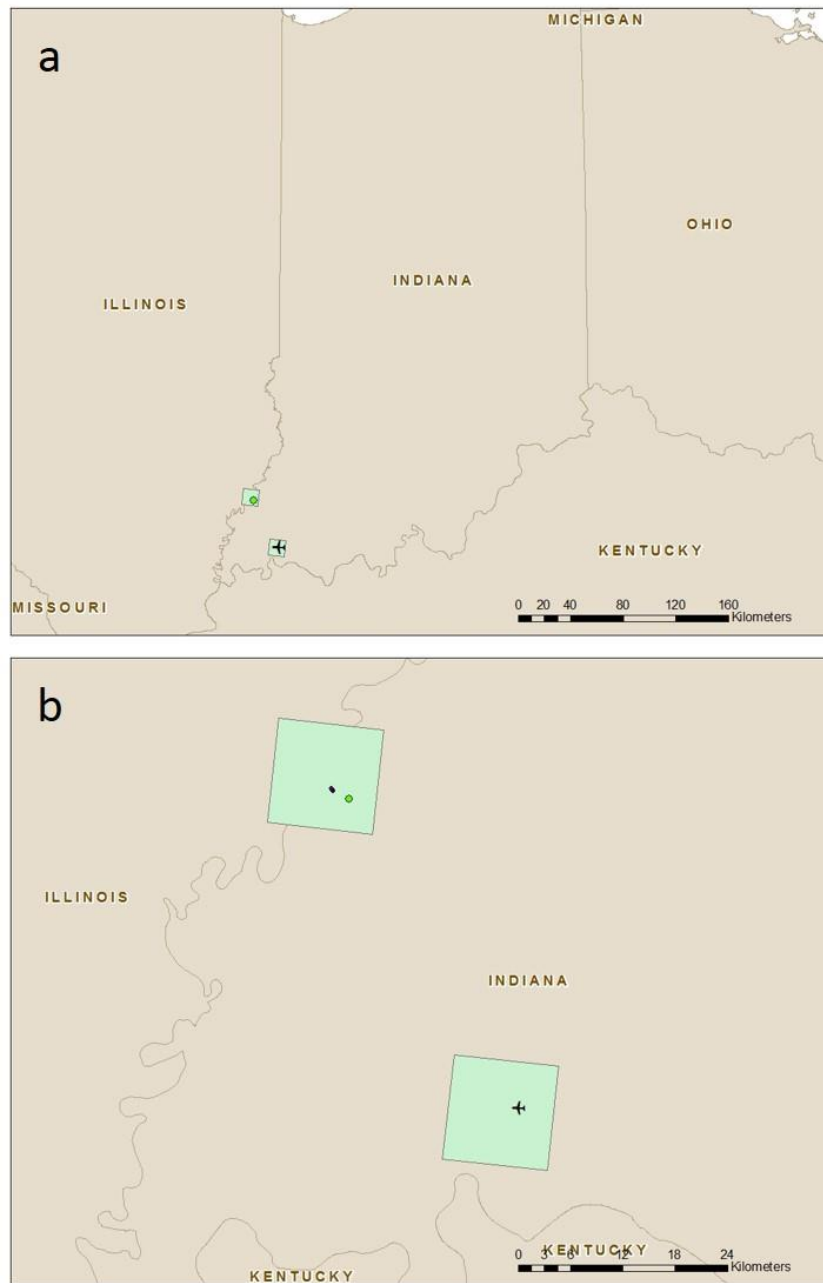 MICHIGAN
a
OHIO
INDIANA
ILLINOIS
KENTUCKY
MISSOURI
0 20 40 80 120 160
Kilometers
b
ILLINOIS
INDIANA
KENTUCKY
0 3 6 12 18 24
Kilometers
KENTUCKY